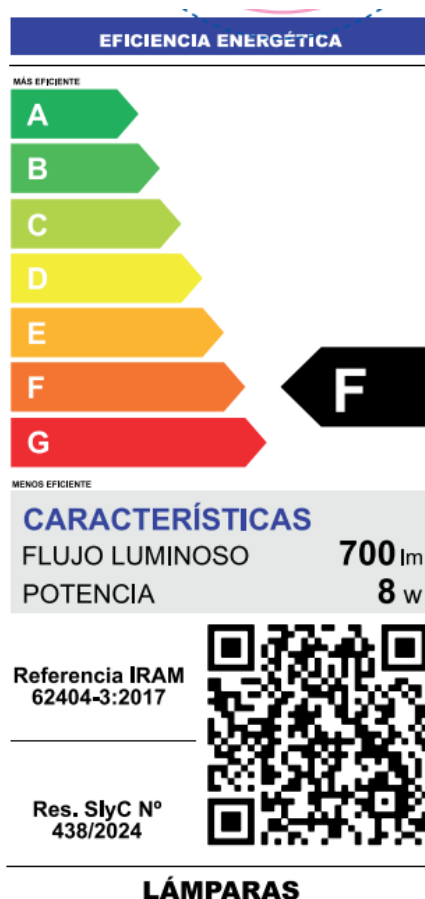 EFICIENCIA ENERGÉTICA
MÁS EFICIENTE
A
B
C
D
E
F
F
G
MENOS EFICIENTE
CARACTERÍSTICAS
FLUJO LUMINOSO 700 lm
POTENCIA 8 w
Referencia IRAM
62404-3:2017
Res. SIyC Nº
438/2024
LÁMPARAS